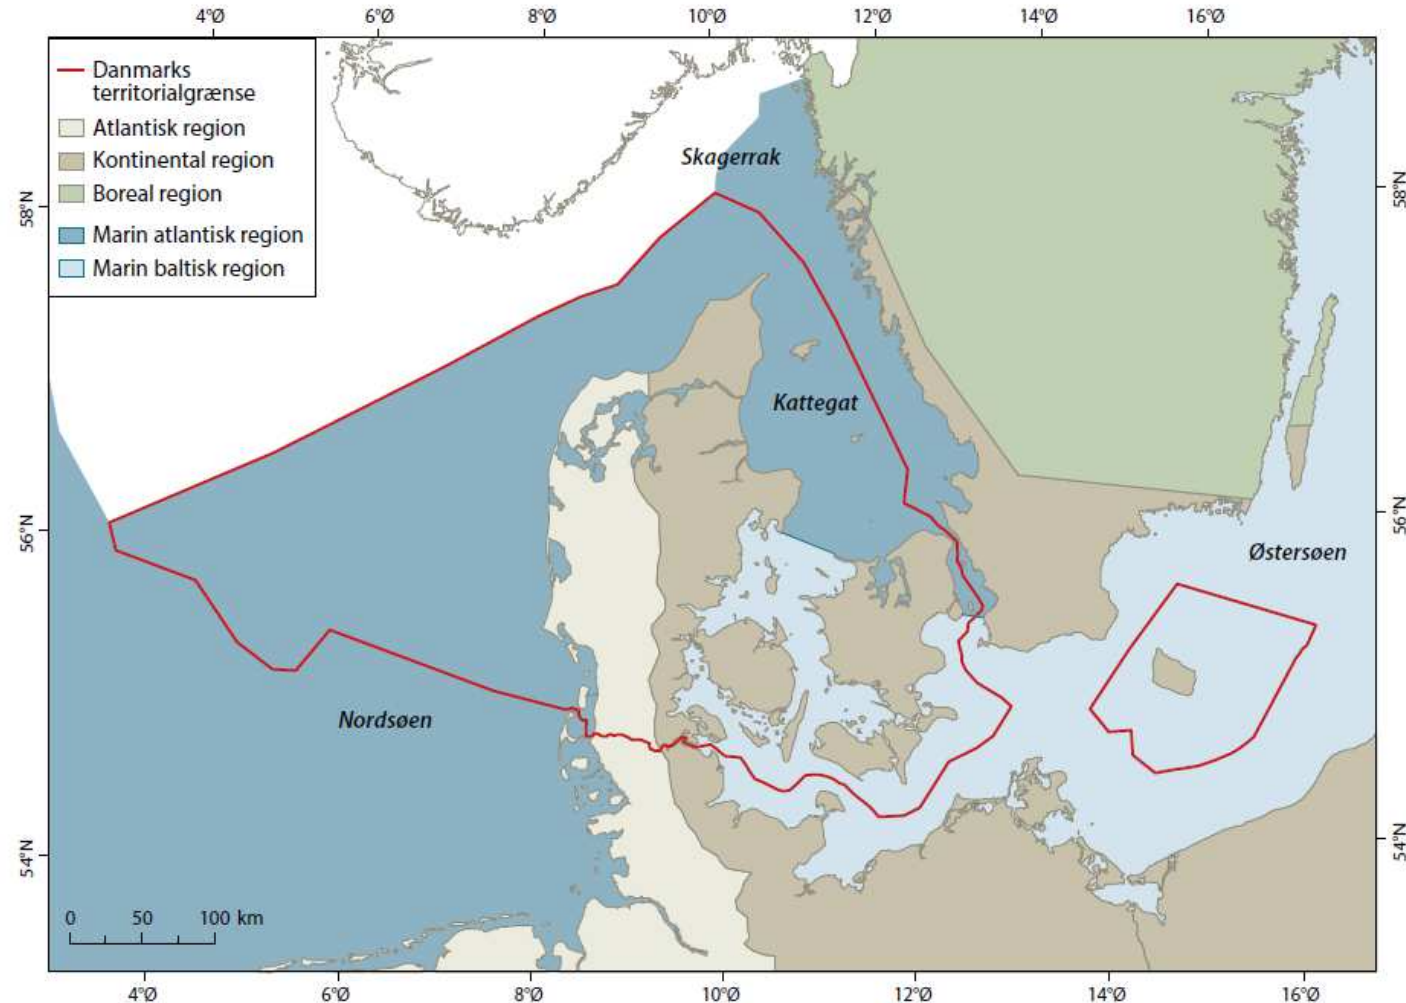 4°Ø 6°Ø 8°Ø 10°Ø 12°Ø 14°Ø 16°Ø
Danmarks
territorialgrænse
Atlantisk region
Kontinental region
Boreal region
Marin atlantisk region
Marin baltisk region
Skagerrak
58°N
58°N
Kattegat
56°N
56°N
Østersøen
Nordsøen
54°N
54°N
0 50 100 km
4°Ø 6°Ø 8°Ø 10°Ø 12°Ø 14°Ø 16°Ø